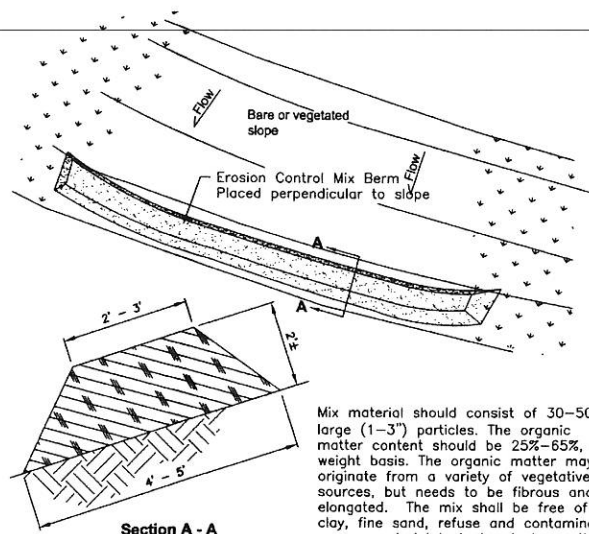 Flow
Bare or vegetated
slope
Flow
Erosion Control Mix Berm
Placed perpendicular to slope
A
A
2' - 3'
2'±
4' - 5'
Section A - A
Mix material should consist of 30-50
large (1-3") particles. The organic
matter content should be 25%-65%,
weight basis. The organic matter may
originate from a variety of vegetative
sources, but needs to be fibrous and
elongated. The mix shall be free of
clay, fine sand, refuse and contamina